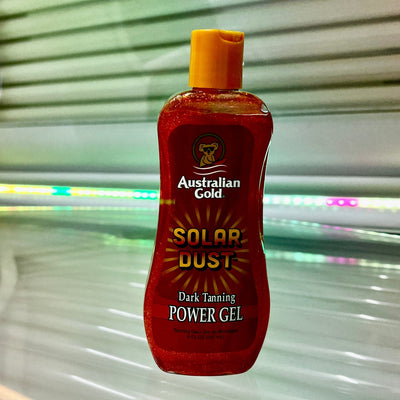 Australian
Gold
SOLAR
DUST
Dark Tanning
POWER GEL